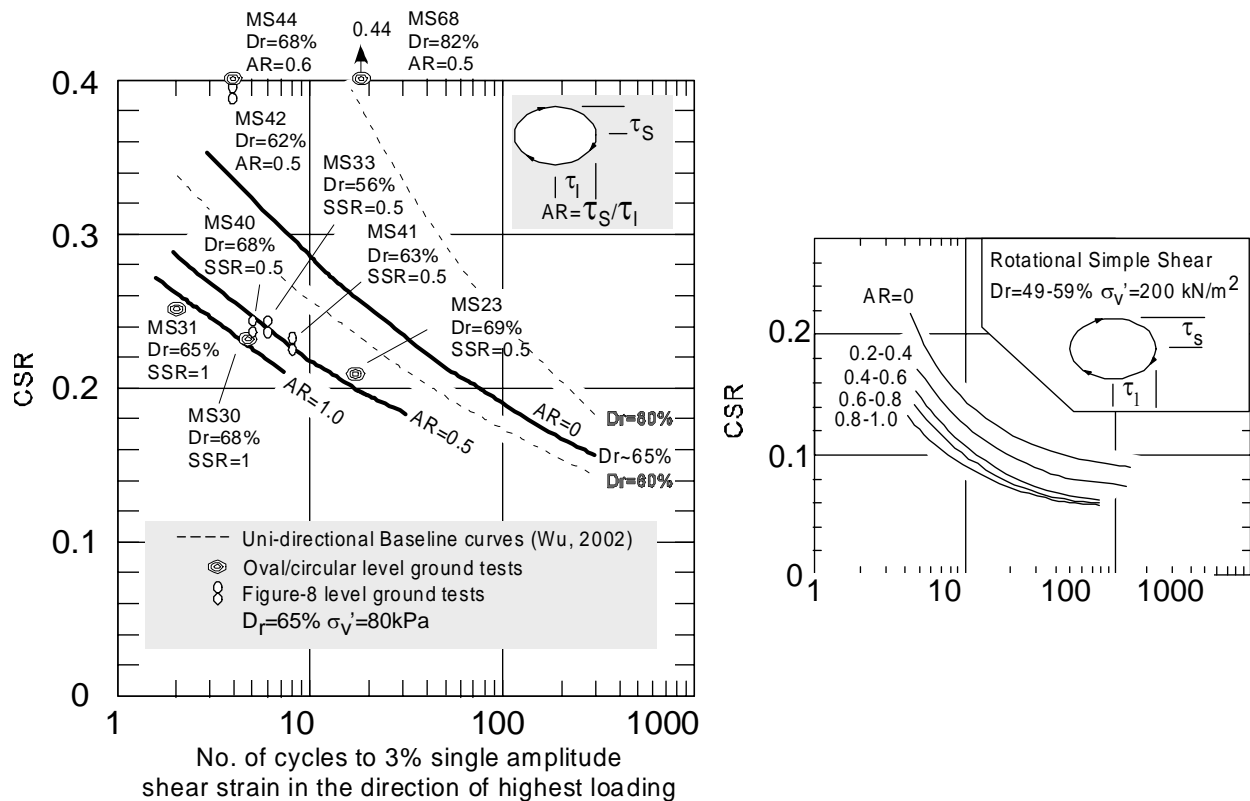 MS44
Dr=68%
AR=0.6
0.44
MS68
Dr=82%
AR=0.5
0.4
MS42
Dr=62%
AR=0.5
MS33
Dr=56%
SSR=0.5
τS
τl
AR=τS/τl
0.3
MS40
Dr=68%
SSR=0.5
MS41
Dr=63%
SSR=0.5
MS23
Dr=69%
SSR=0.5
MS31
Dr=65%
SSR=1
MS30
Dr=68%
SSR=1
CSR
0.2
AR=1.0
AR=0.5
AR=0
Dr=80%
Dr~65%
Dr=60%
0.1
Uni-directional Baseline curves (Wu, 2002)
Oval/circular level ground tests
Figure-8 level ground tests
Dr=65% σv'=80kPa
0
1
10
100
1000
No. of cycles to 3% single amplitude
shear strain in the direction of highest loading
Rotational Simple Shear
Dr=49-59% σv'=200 kN/m2
τs
τ1
AR=0
0.2-0.4
0.4-0.6
0.6-0.8
0.8-1.0
CSR
0.2
0.1
0
1
10
100
1000